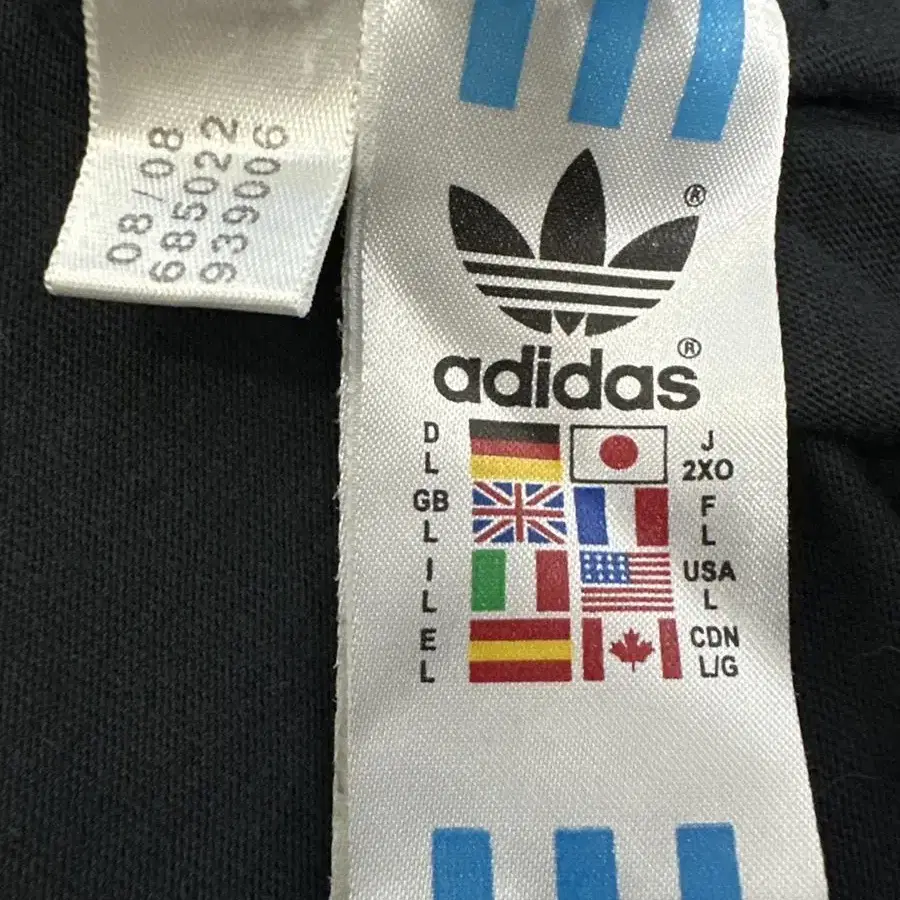 08/08
685022
939006
®
adidas®
D
L
J
2XO
GB
L
F
L
I
L
USA
L
E
L
CDN
L/G